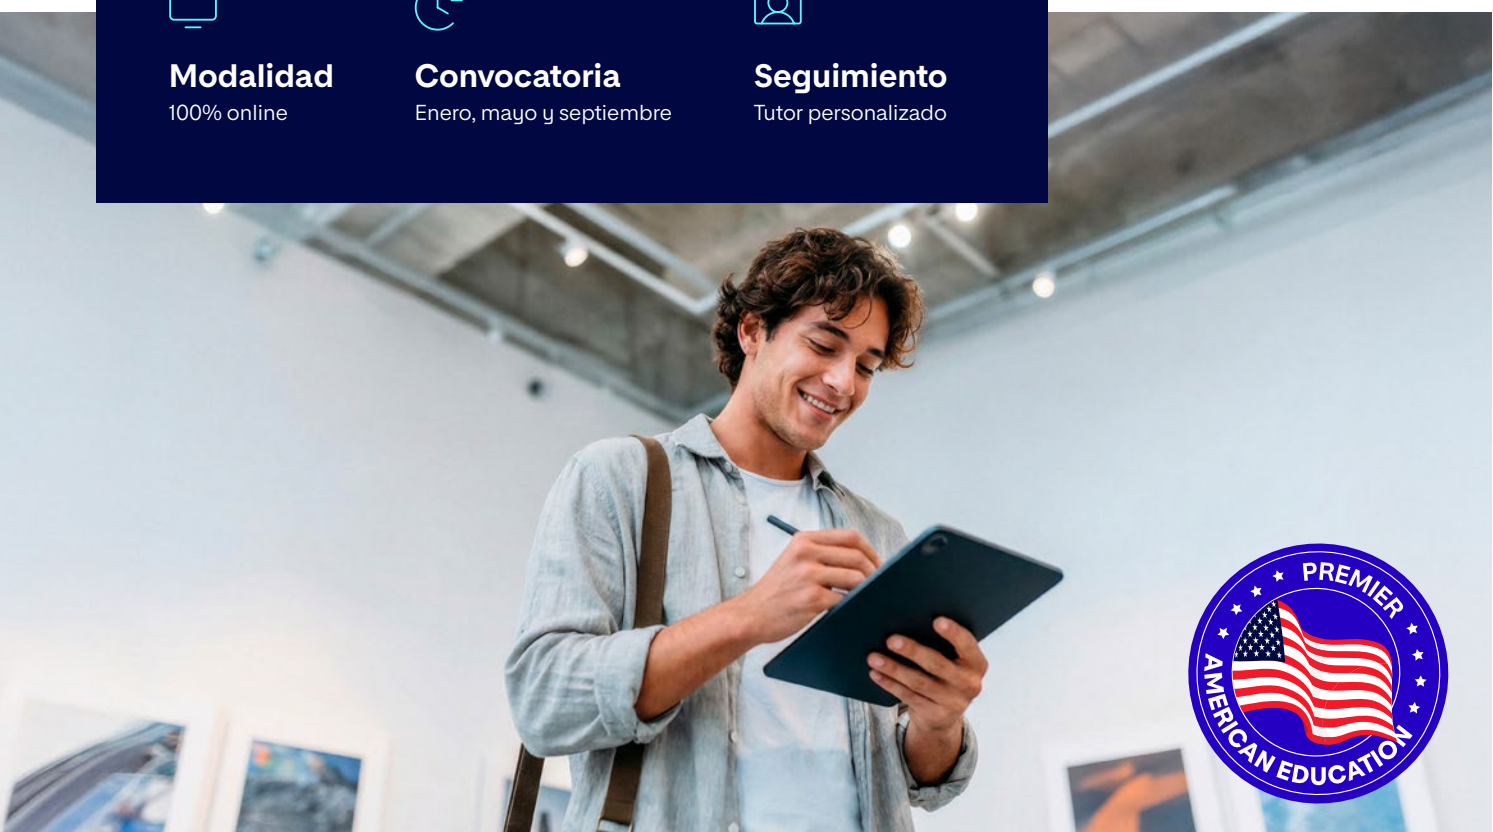 Modalidad
100% online
Convocatoria
Enero, mayo y septiembre
Seguimiento
Tutor personalizado
PREMIER
AMERICAN EDUCATION